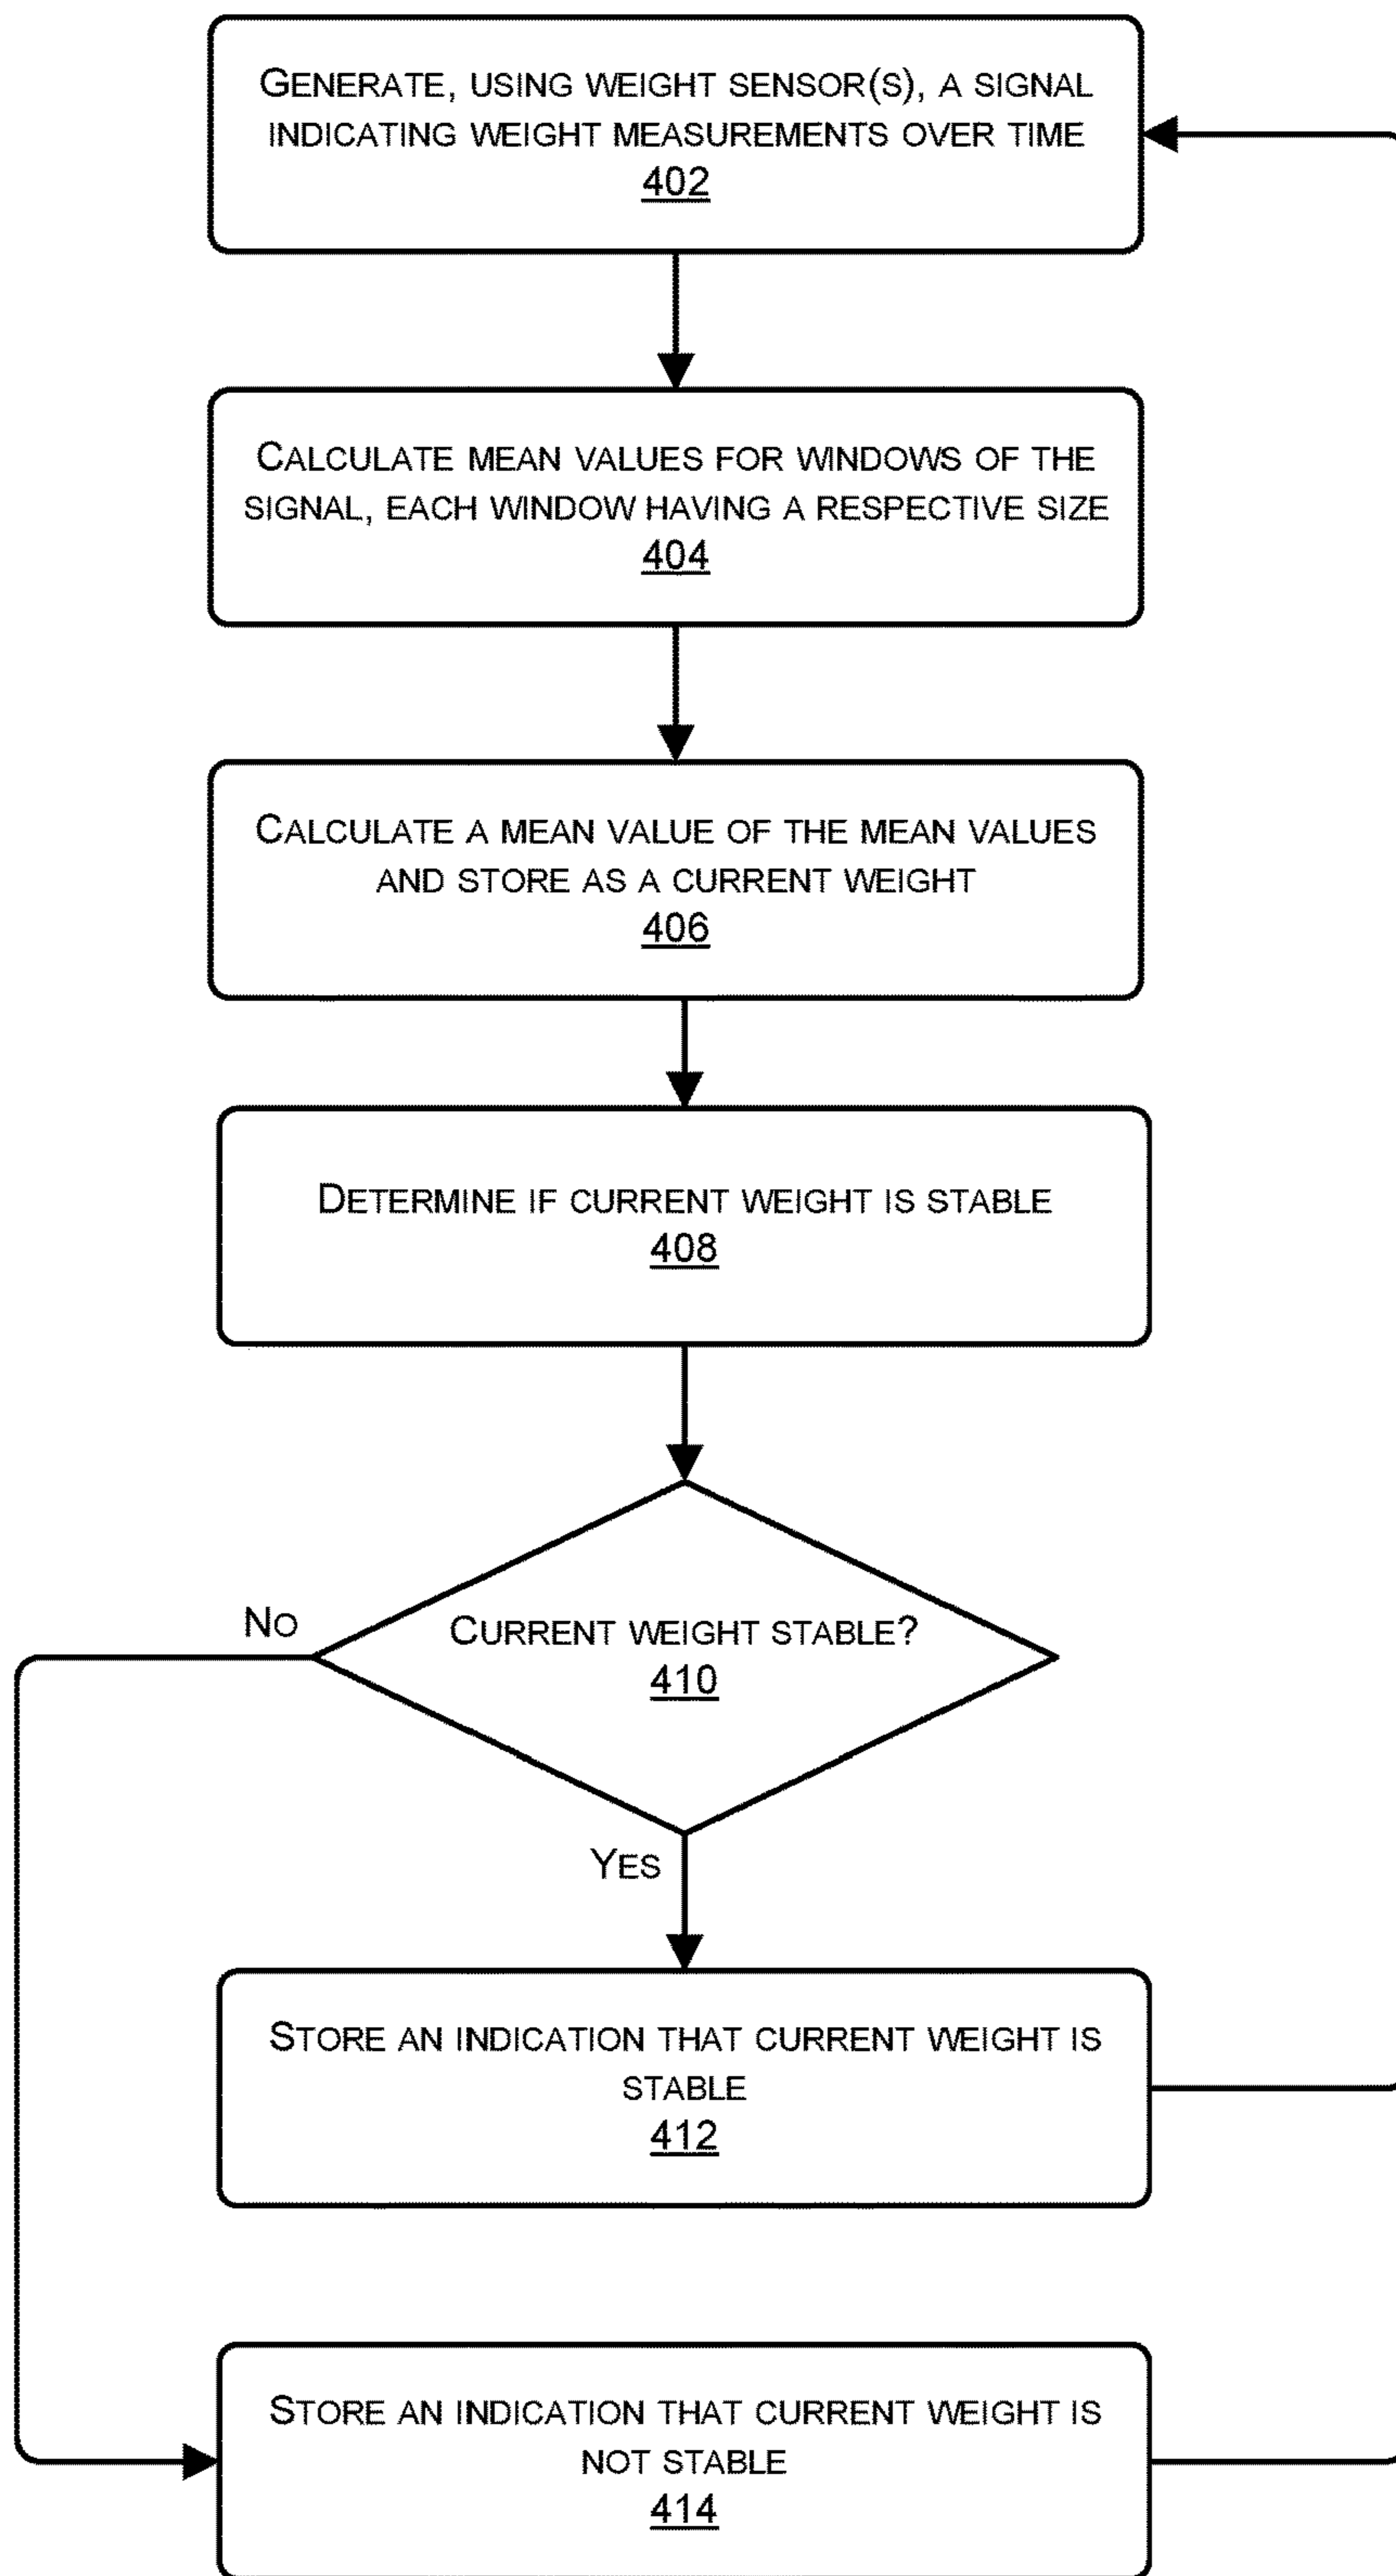 GENERATE, USING WEIGHT SENSOR(S), A SIGNAL
INDICATING WEIGHT MEASUREMENTS OVER TIME
402
CALCULATE MEAN VALUES FOR WINDOWS OF THE
SIGNAL, EACH WINDOW HAVING A RESPECTIVE SIZE
404
CALCULATE A MEAN VALUE OF THE MEAN VALUES
AND STORE AS A CURRENT WEIGHT
406
DETERMINE IF CURRENT WEIGHT IS STABLE
408
NO
CURRENT WEIGHT STABLE?
410
YES
STORE AN INDICATION THAT CURRENT WEIGHT IS
STABLE
412
STORE AN INDICATION THAT CURRENT WEIGHT IS
NOT STABLE
414